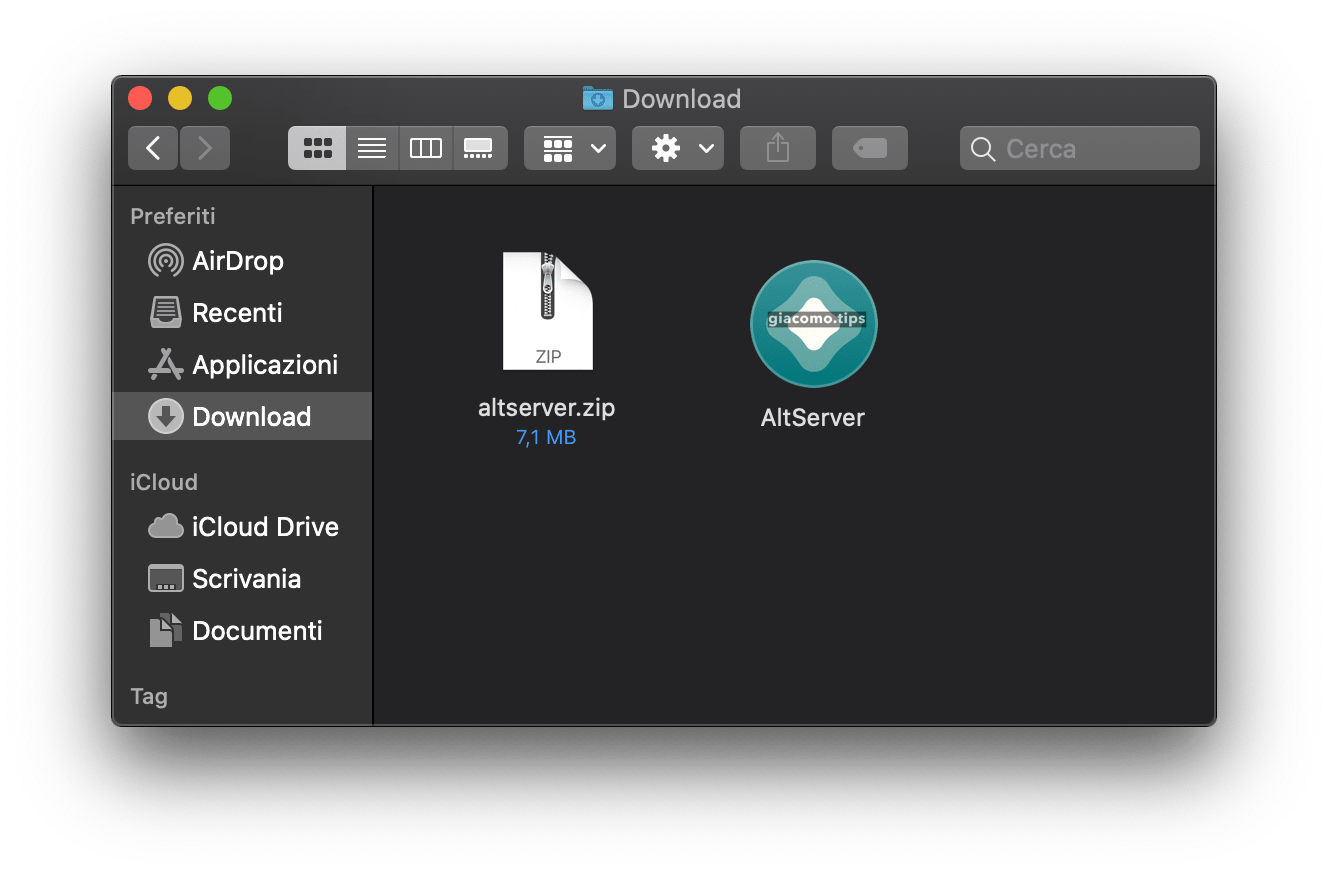 Download
Cerca
Preferiti
AirDrop
Recenti
Applicazioni
Download
iCloud
iCloud Drive
Scrivania
Documenti
Tag
ZIP
altserver.zip
7,1 MB
giacomo.tips
AltServer